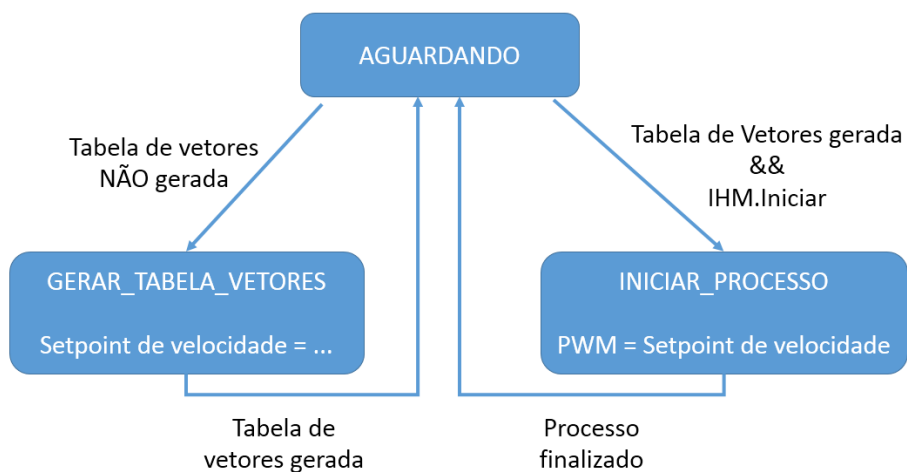 AGUARDANDO
Tabela de vetores
NÃO gerada
Tabela de Vetores gerada
&&
IHM.Iniciar
GERAR_TABELA_VETORES
Setpoint de velocidade = ...
INICIAR_PROCESSO
PWM = Setpoint de velocidade
Tabela de
vetores gerada
Processo
finalizado